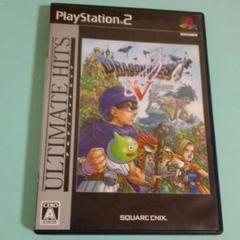 PlayStation®2
ULTIMATE HITS
DRAGON QUEST
V
A
SQUARE ENIX